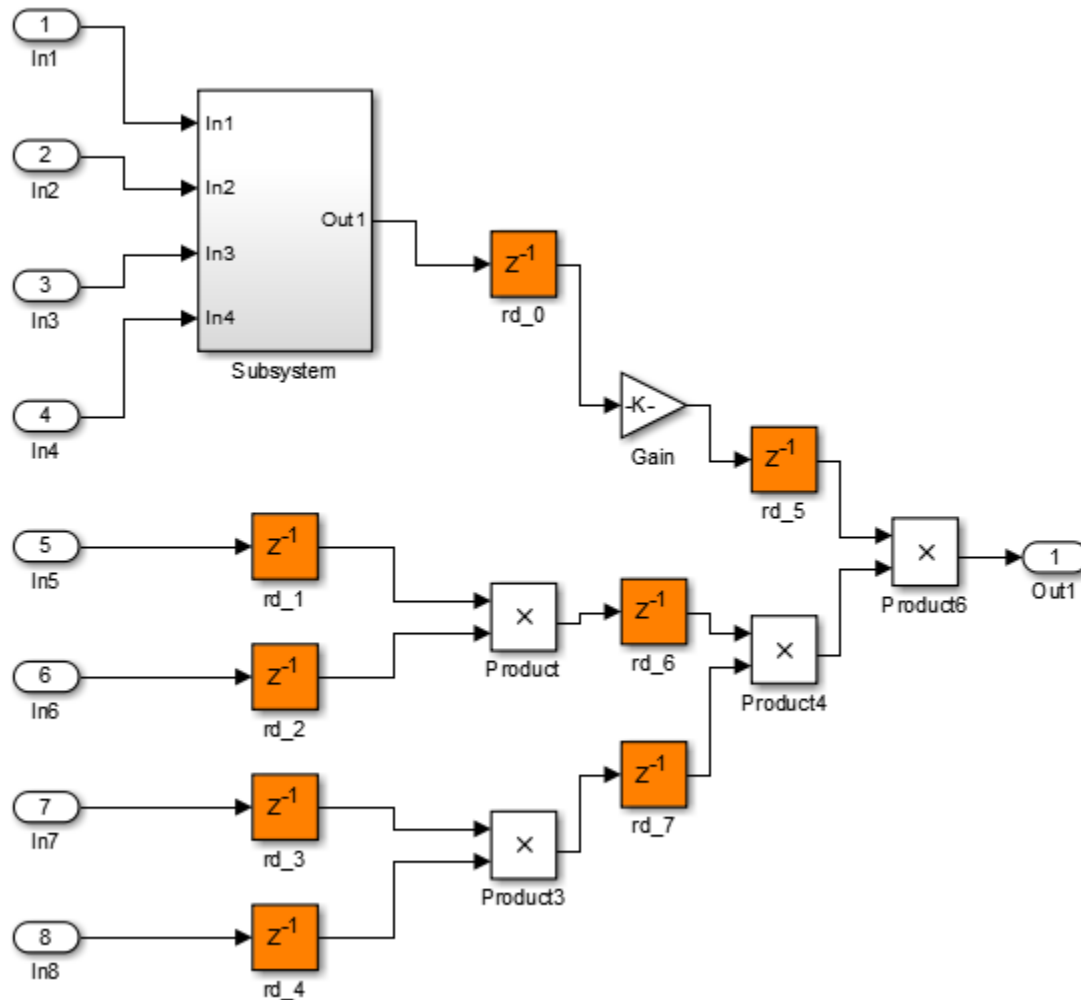 1
In1
2
In2
3
In3
4
In4
In1
In2
In3
In4
Out1
Subsystem
Z⁻¹
rd_0
-K-
Gain
Z⁻¹
rd_5
5
In5
Z⁻¹
rd_1
6
In6
Z⁻¹
rd_2
×
Product
Z⁻¹
rd_6
7
In7
Z⁻¹
rd_3
8
In8
Z⁻¹
rd_4
×
Product3
Z⁻¹
rd_7
×
Product4
×
Product6
1
Out1